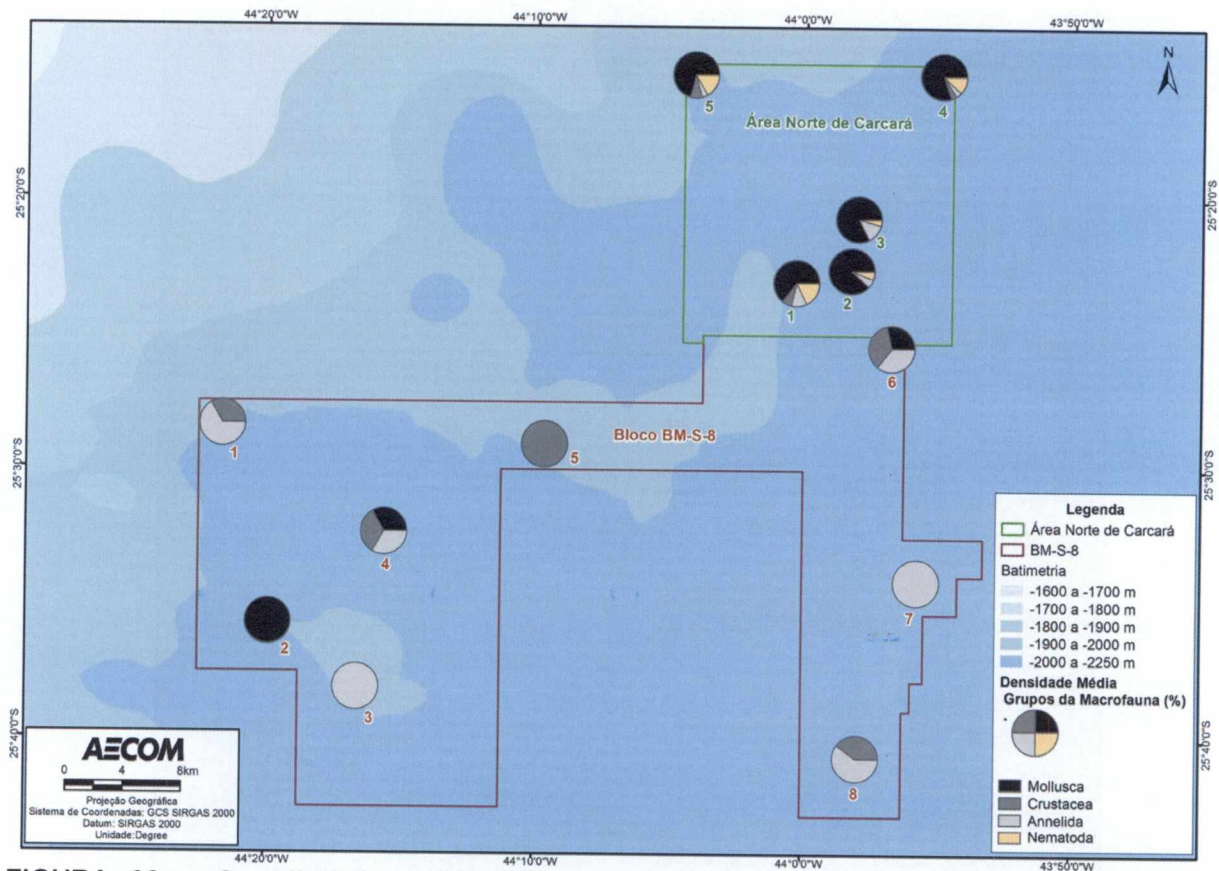 44°20'0"W 44°10'0"W 44°0'0"W 43°50'0"W
N
5
4
Área Norte de Carcará
25°20'0"S
25°20'0"S
3
2
1
6
Bloco BM-S-8
1
5
25°30'0"S
25°30'0"S
4
7
2
3
8
25°40'0"S
25°40'0"S
Legenda
Área Norte de Carcará
BM-S-8
Batimetria
-1600 a -1700 m
-1700 a -1800 m
-1800 a -1900 m
-1900 a -2000 m
-2000 a -2250 m
Densidade Média
Grupos da Macrofauna (%)
Mollusca
Crustacea
Annelida
Nematoda
AECOM
0 4 8km
Projeção Geográfica
Sistema de Coordenadas: GCS SIRGAS 2000
Datum: SIRGAS 2000
Unidade:Degree
44°20'0"W 44°10'0"W 44°0'0"W 43°50'0"W